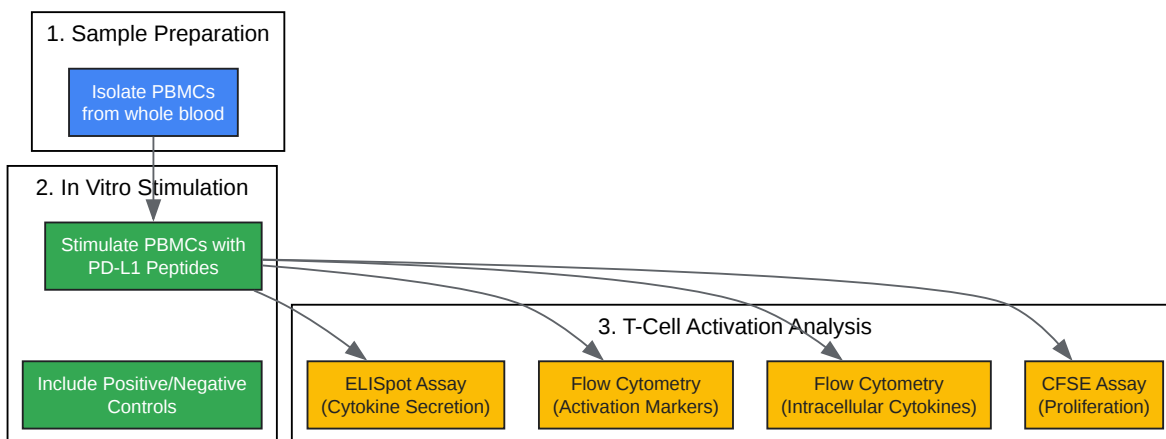 1. Sample Preparation
Isolate PBMCs
from whole blood
2. In Vitro Stimulation
Stimulate PBMCs with
PD-L1 Peptides
Include Positive/Negative
Controls
3. T-Cell Activation Analysis
ELISpot Assay
(Cytokine Secretion)
Flow Cytometry
(Activation Markers)
Flow Cytometry
(Intracellular Cytokines)
CFSE Assay
(Proliferation)